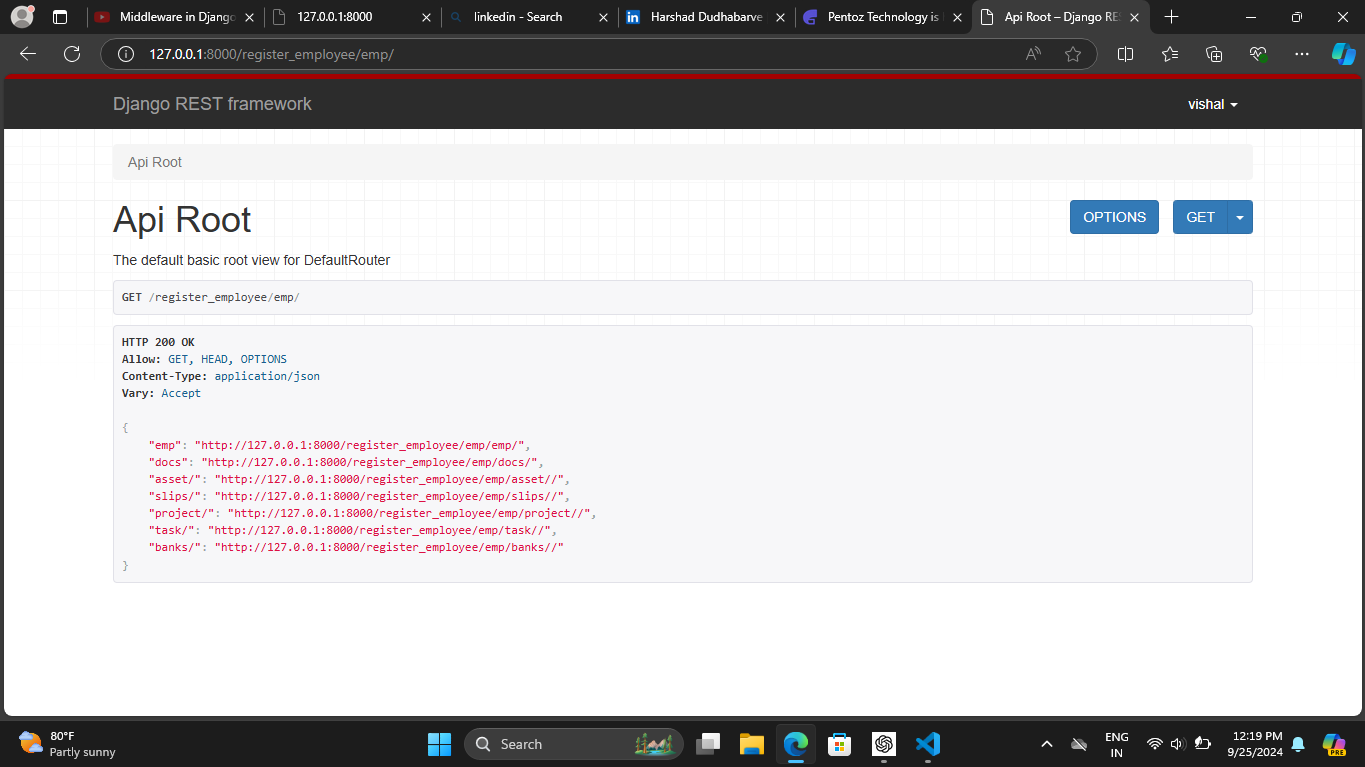 Middleware in Django
127.0.0.1:8000
linkedin - Search
Harshad Dudhabarve
Pentoz Technology is
Api Root – Django RE
127.0.0.1:8000/register_employee/emp/
Django REST framework
vishal
Api Root
Api Root
OPTIONS
GET
The default basic root view for DefaultRouter
GET /register_employee/emp/
HTTP 200 OK
Allow: GET, HEAD, OPTIONS
Content-Type: application/json
Vary: Accept
{
"emp": "http://127.0.0.1:8000/register_employee/emp/emp/",
"docs": "http://127.0.0.1:8000/register_employee/emp/docs/",
"asset/": "http://127.0.0.1:8000/register_employee/emp/asset//",
"slips/": "http://127.0.0.1:8000/register_employee/emp/slips//",
"project/": "http://127.0.0.1:8000/register_employee/emp/project//",
"task/": "http://127.0.0.1:8000/register_employee/emp/task//",
"banks/": "http://127.0.0.1:8000/register_employee/emp/banks//"
}
80°F
Partly sunny
Search
ENG
IN
12:19 PM
9/25/2024
PRE